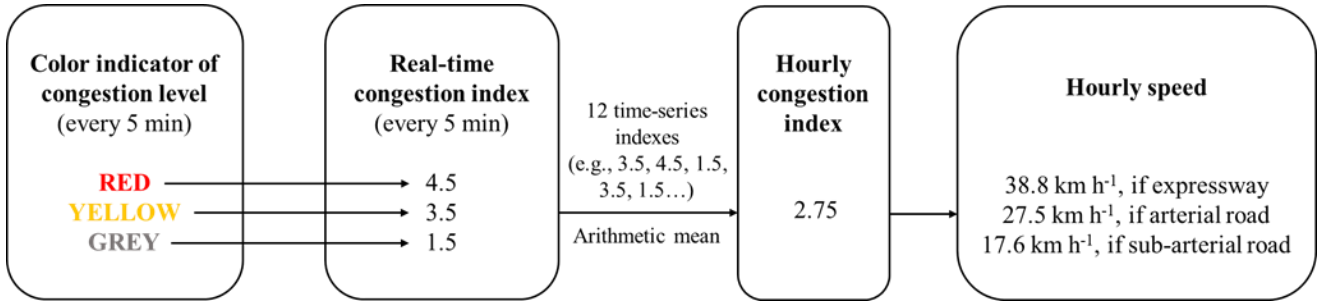 Color indicator of
congestion level
(every 5 min)
RED
YELLOW
GREY
Real-time
congestion index
(every 5 min)
4.5
3.5
1.5
12 time-series
indexes
(e.g., 3.5, 4.5, 1.5,
3.5, 1.5…)
Arithmetic mean
Hourly
congestion
index
2.75
Hourly speed
38.8 km h⁻¹, if expressway
27.5 km h⁻¹, if arterial road
17.6 km h⁻¹, if sub-arterial road